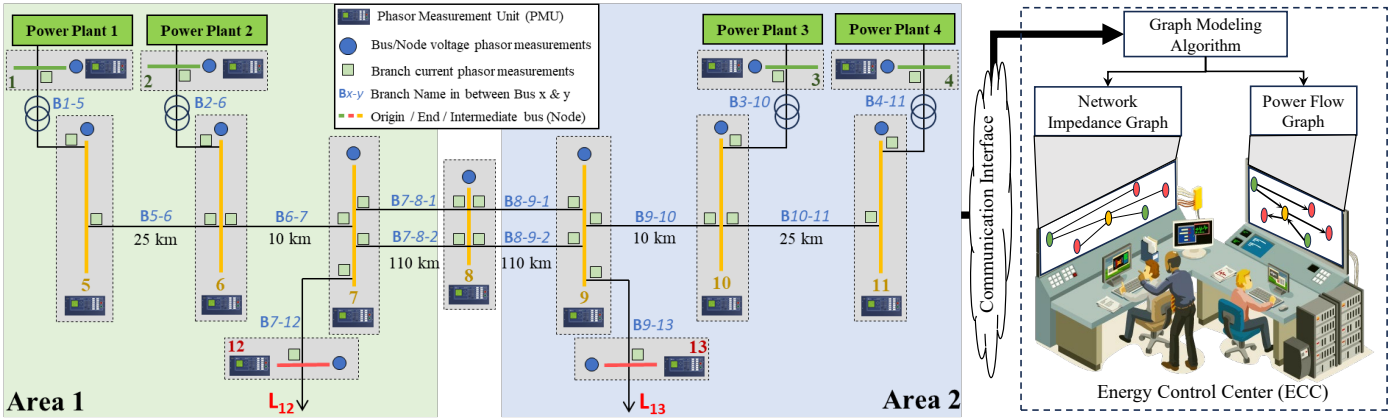 Power Plant 1
Power Plant 2
Phasor Measurement Unit (PMU)
Bus/Node voltage phasor measurements
Branch current phasor measurements
Bx-y Branch Name in between Bus x & y
Origin / End / Intermediate bus (Node)
Power Plant 3
Power Plant 4
1
2
3
4
B1-5
B2-6
B3-10
B4-11
B5-6
25 km
B6-7
10 km
B7-8-1
B7-8-2
110 km
B8-9-1
B8-9-2
110 km
B9-10
10 km
B10-11
25 km
5
6
7
8
9
10
11
B7-12
B9-13
12
13
L12
L13
Area 1
Area 2
Communication Interface
Graph Modeling
Algorithm
Network
Impedance Graph
Power Flow
Graph
Energy Control Center (ECC)